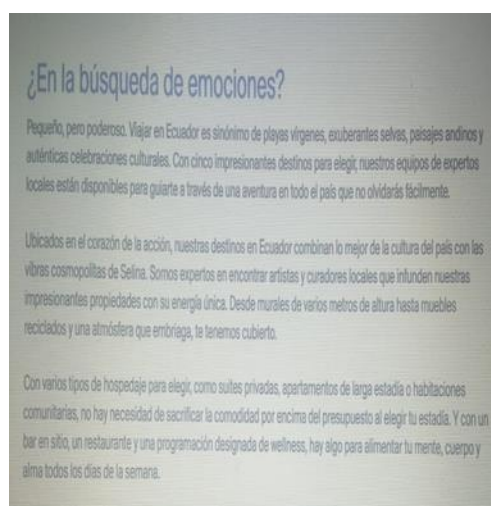 ¿En la búsqueda de emociones?
Pequeño, pero poderoso. Viajar en Ecuador es sinónimo de playas vírgenes, exuberantes selvas, paisajes andinos y
auténticas celebraciones culturales. Con cinco impresionantes destinos para elegir, nuestros equipos de expertos
locales están disponibles para guiarte a través de una aventura en todo el país que no olvidarás fácilmente.
Ubicados en el corazón de la acción, nuestras destinos en Ecuador combinan lo mejor de la cultura del país con las
vibras cosmopolitas de Selina. Somos expertos en encontrar artistas y curadores locales que infunden nuestras
impresionantes propiedades con su energía única. Desde murales de varios metros de altura hasta muebles
reciclados y una atmósfera que embriaga, te tenemos cubierto.
Con varios tipos de hospedaje para elegir, como suites privadas, apartamentos de larga estadía o habitaciones
comunitarias, no hay necesidad de sacrificar la comodidad por encima del presupuesto al elegir tu estadía. Y con un
bar en sitio, un restaurante y una programación designada de wellness, hay algo para alimentar tu mente, cuerpo y
alma todos los días de la semana.